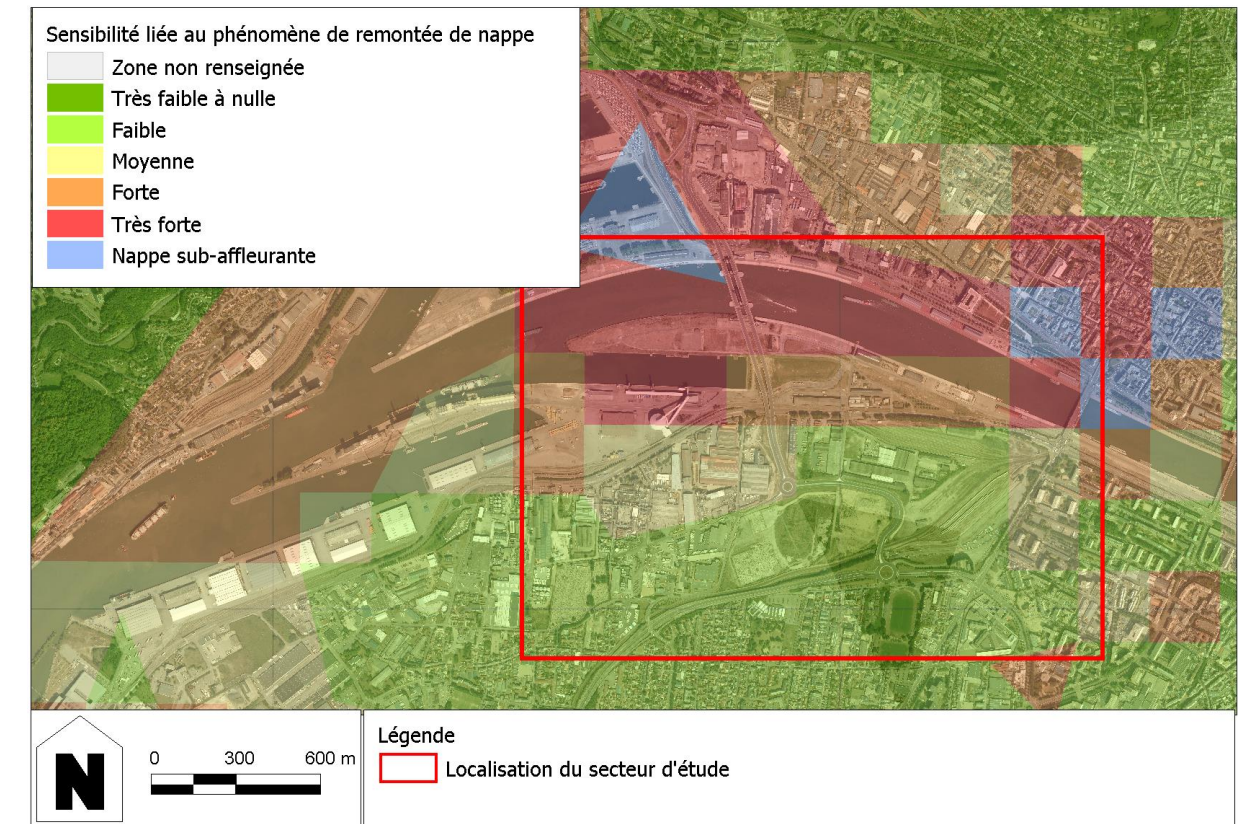 Sensibilité liée au phénomène de remontée de nappe
Zone non renseignée
Très faible à nulle
Faible
Moyenne
Forte
Très forte
Nappe sub-affleurante
N
0 300 600 m
Légende
Localisation du secteur d'étude